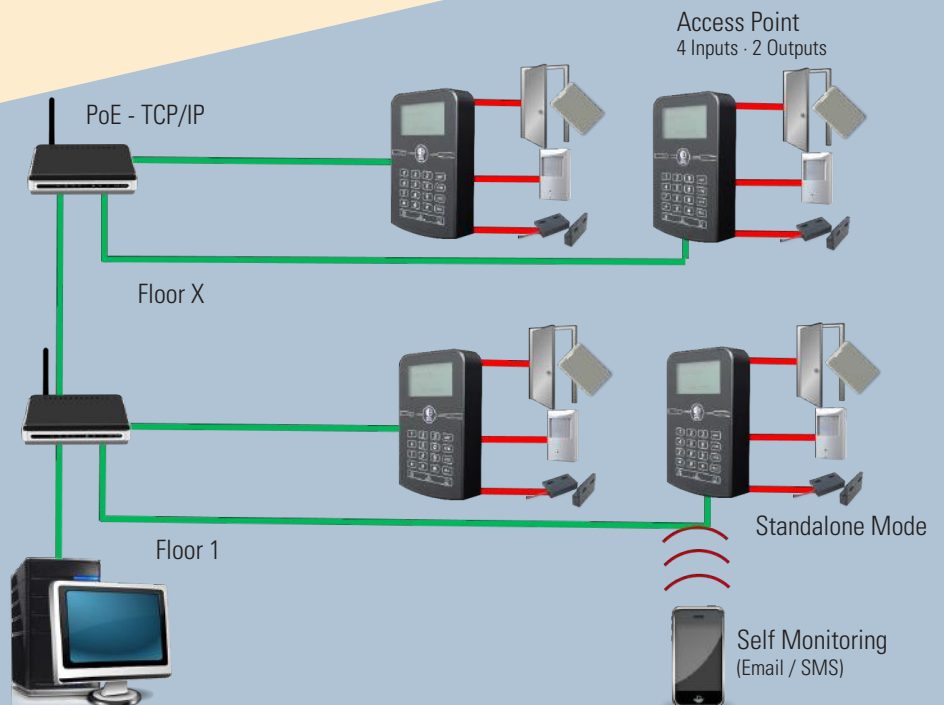 Access Point
4 Inputs · 2 Outputs
PoE - TCP/IP
Floor X
Standalone Mode
Floor 1
Self Monitoring
(Email / SMS)